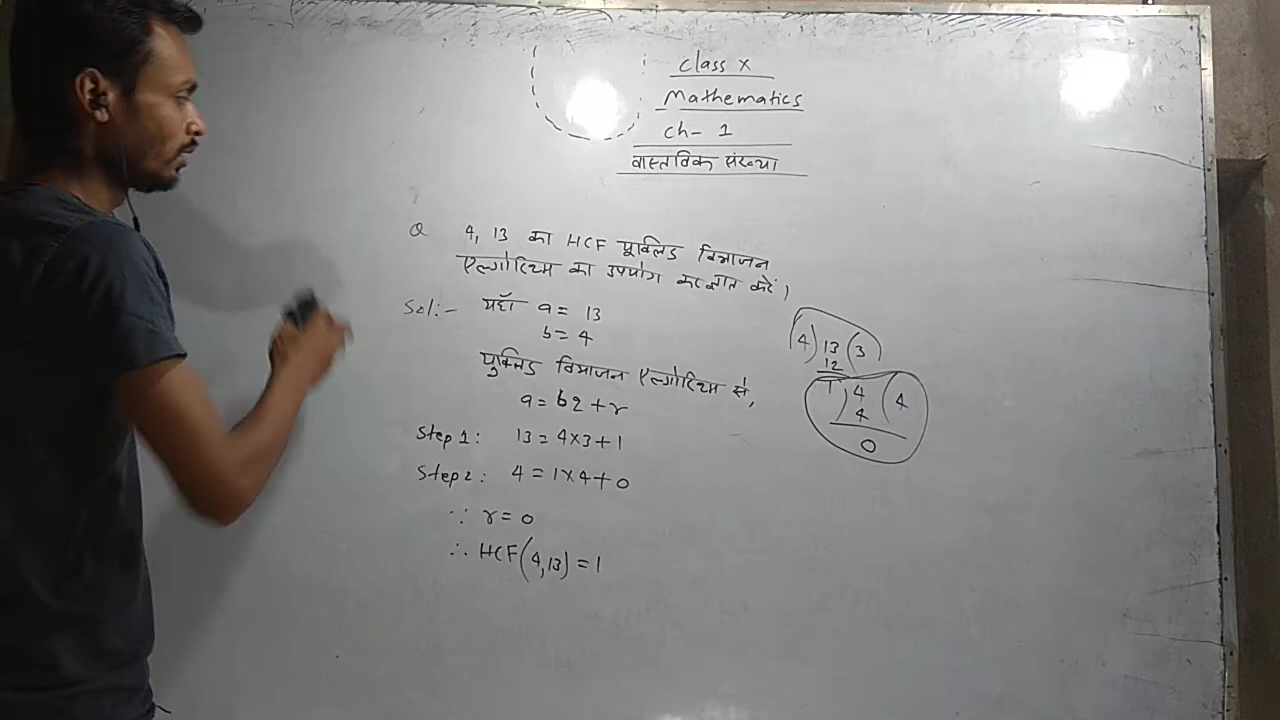 Class X
Mathematics
Ch- 1
वास्तविक संख्या
Q 4, 13 का HCF यूक्लिड विभाजन
एल्गोरिथ्म का उपयोग कर ज्ञात करें।
Sol:- यहाँ a = 13
b = 4
युक्लिड विभाजन एल्गोरिथ्म से,
a = bq + r
Step 1: 13 = 4×3+1
Step 2: 4 = 1×4+0
∵ r = 0
∴ HCF(4,13) = 1
4)13(3
12
1)4(4
4
0